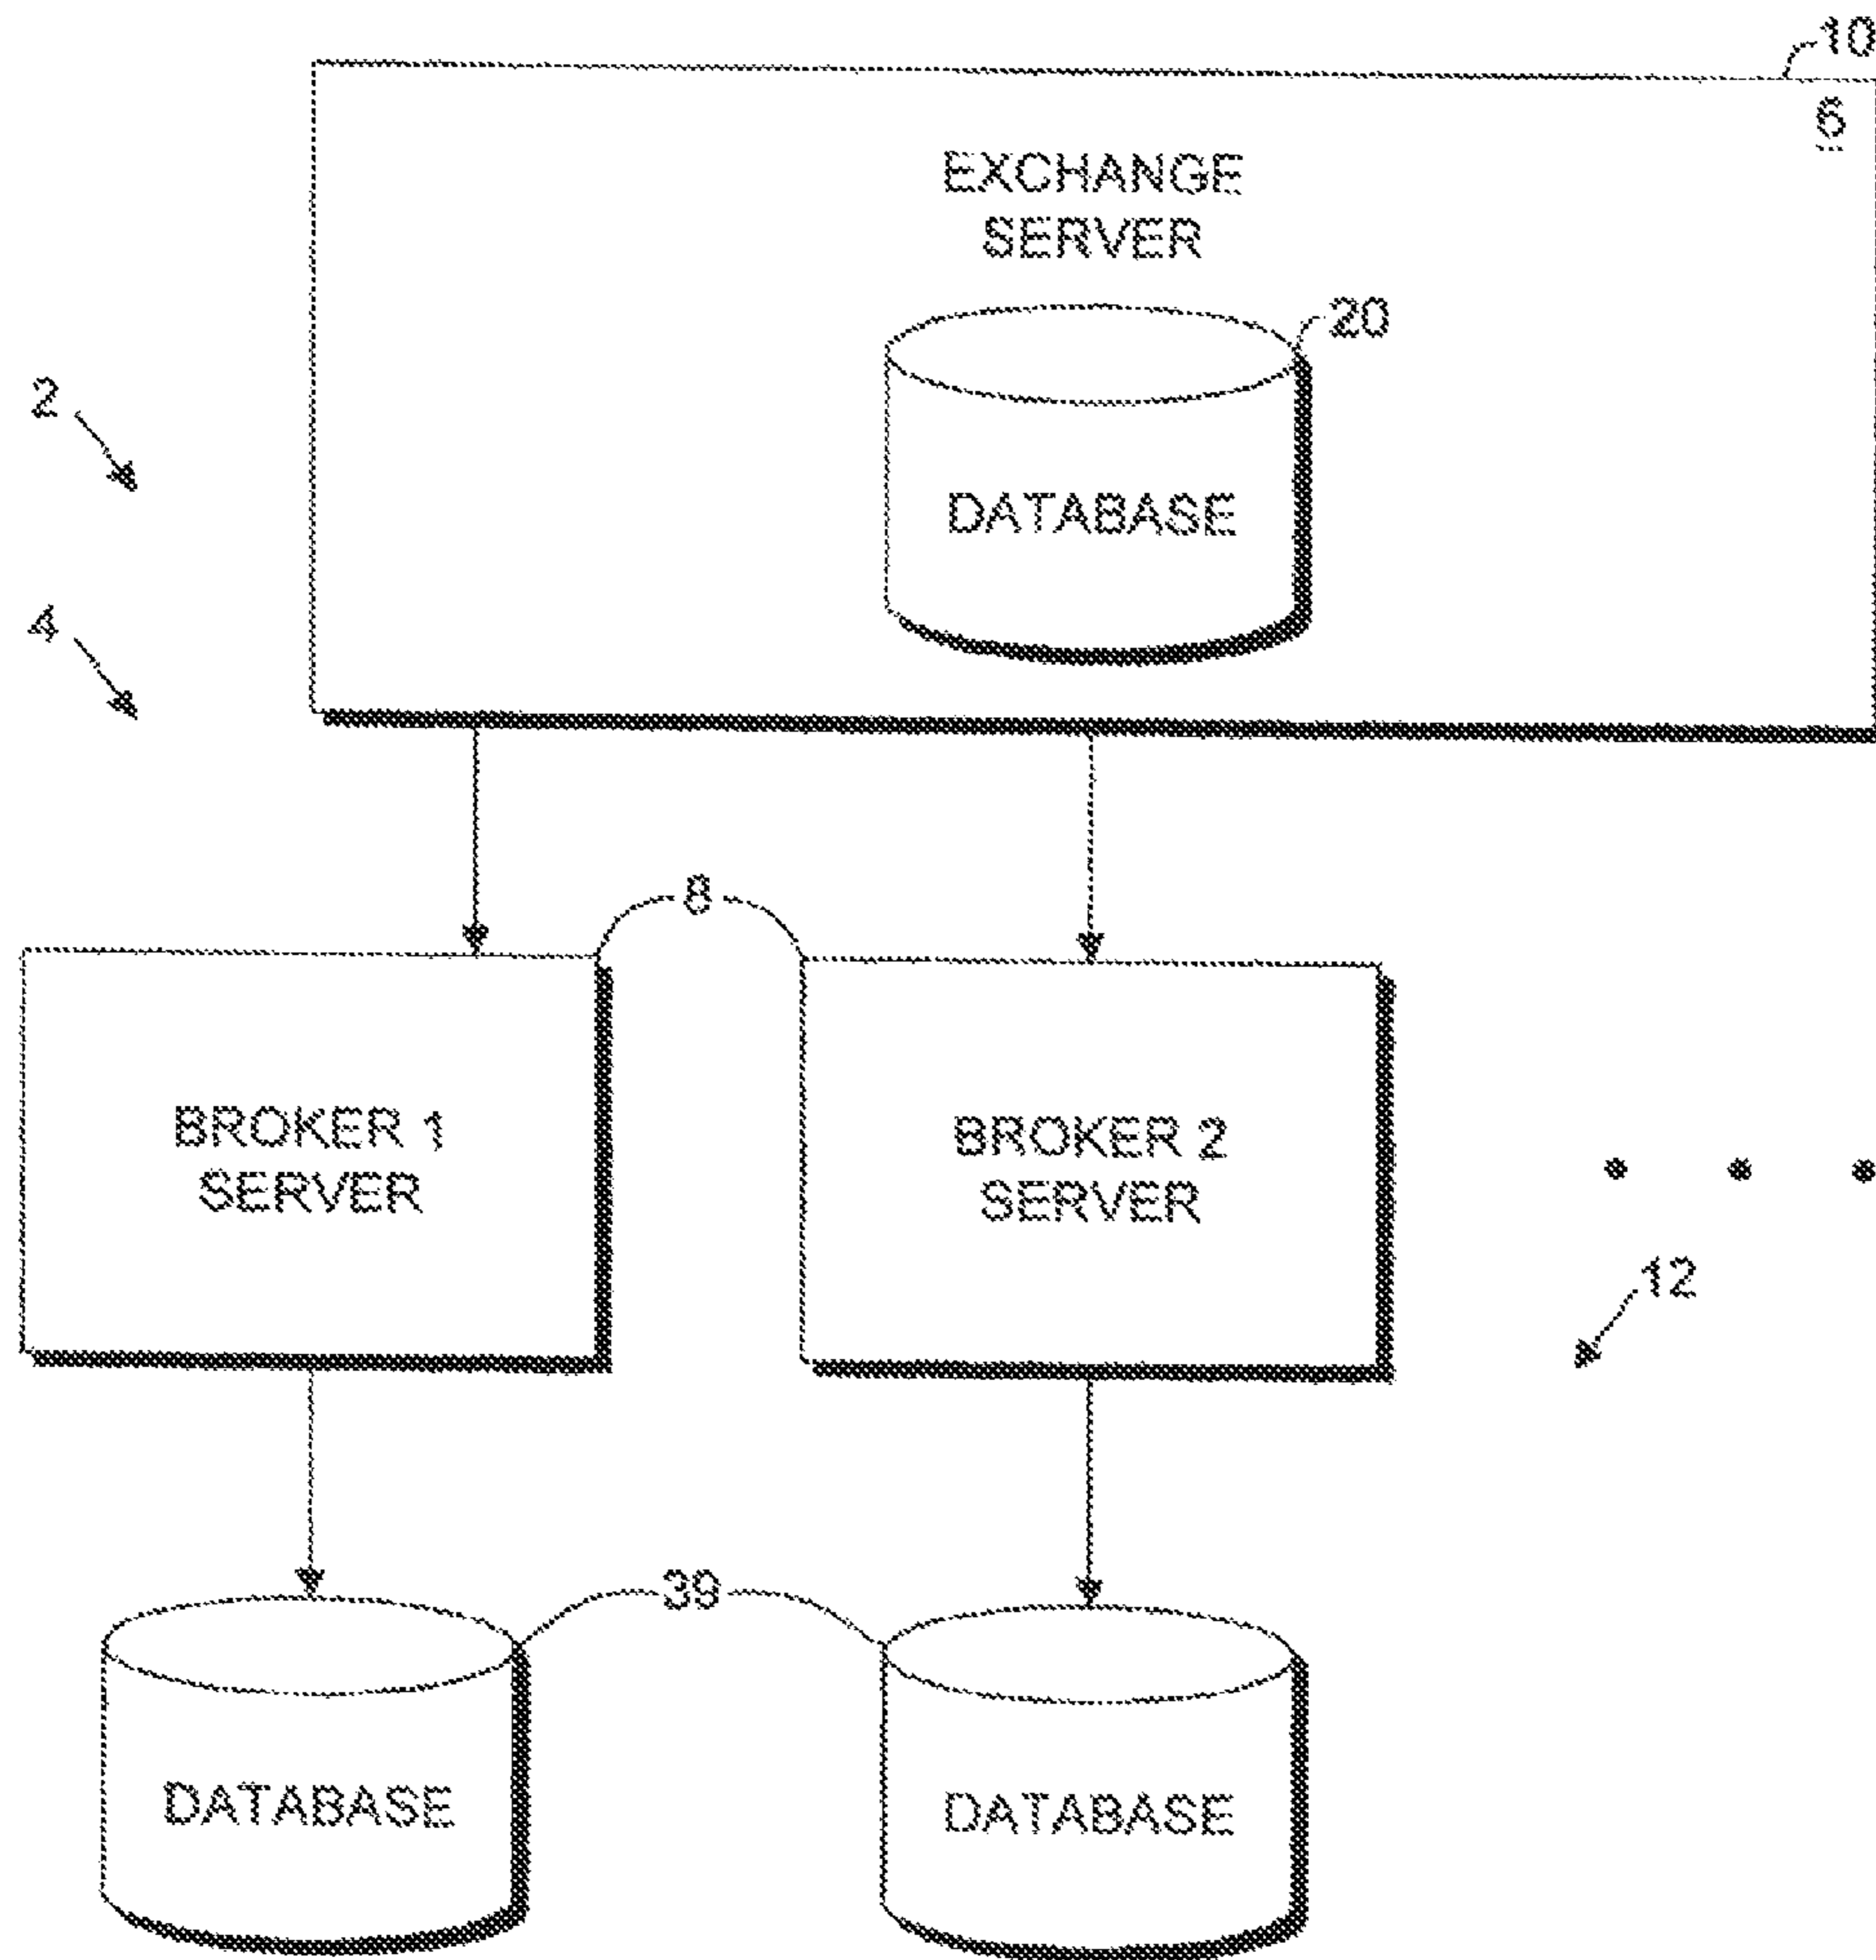 10
6
EXCHANGE
SERVER
20
2
DATABASE
4
8
BROKER 1
SERVER
BROKER 2
SERVER
12
39
DATABASE
DATABASE